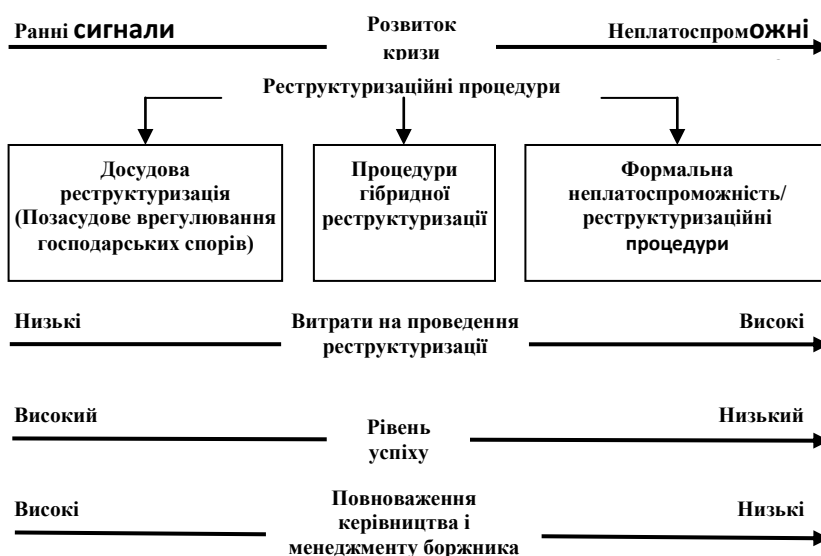 Ранні сигнали
Розвиток
кризи
Неплатоспроможні
Реструктуризаційні процедури
Досудова
реструктуризація
(Позасудове врегулювання
господарських спорів)
Процедури
гібридної
реструктуризації
Формальна
неплатоспроможність/
реструктуризаційні
процедури
Низькі
Витрати на проведення
реструктуризації
Високі
Високий
Рівень
успіху
Низький
Високі
Повноваження
керівництва і
менеджменту боржника
Низькі